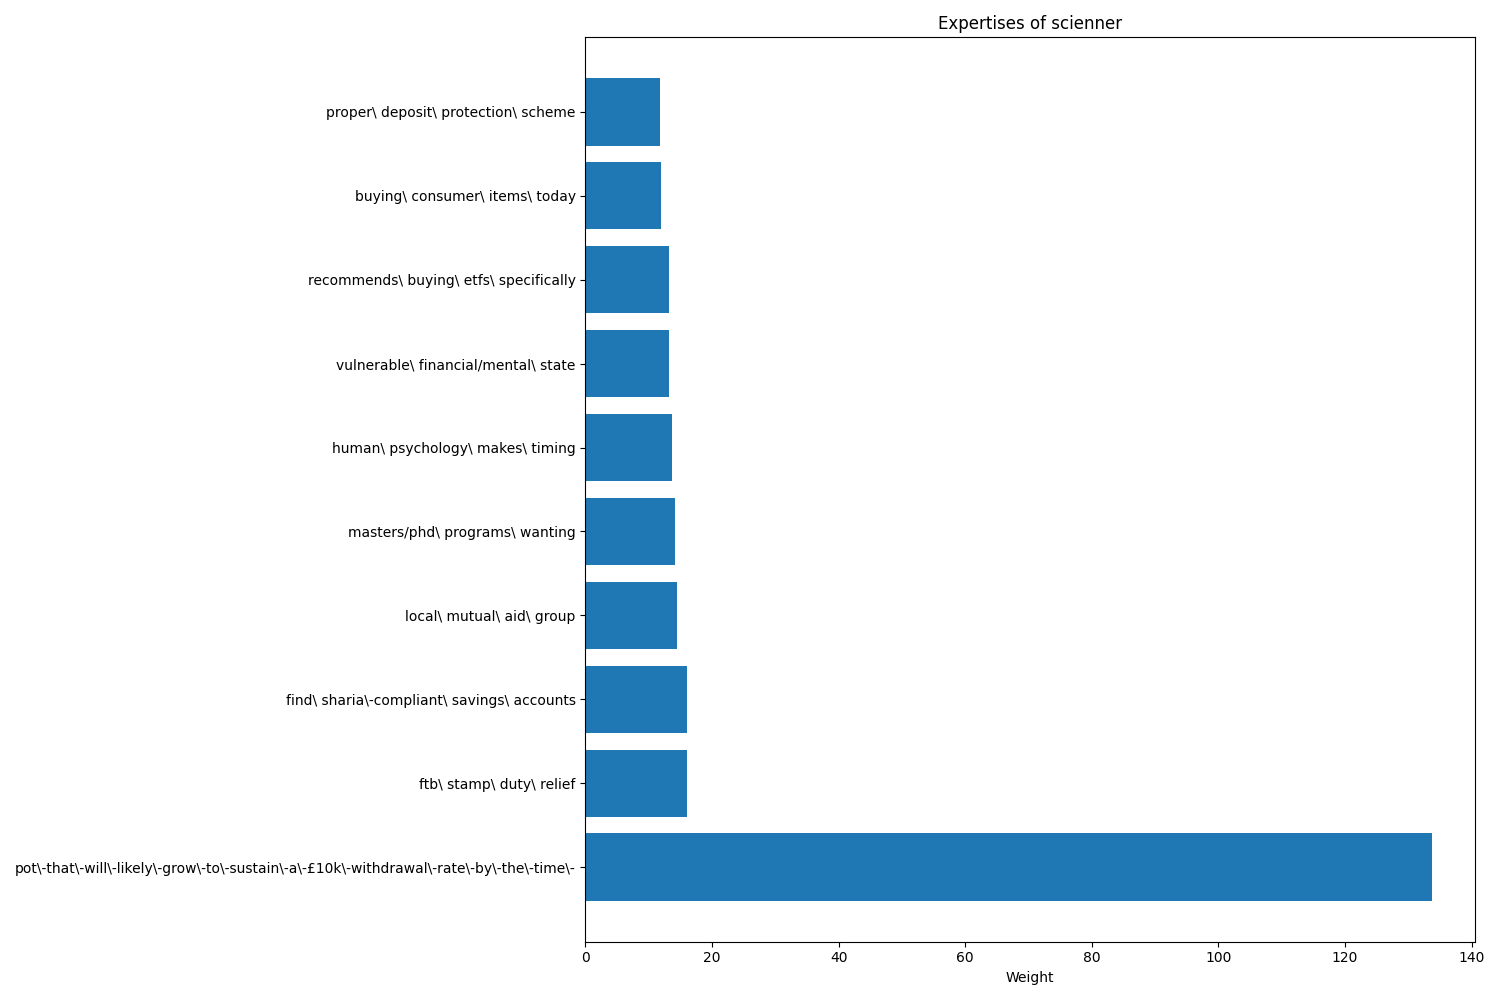 Expertises of scienner
proper\ deposit\ protection\ scheme
buying\ consumer\ items\ today
recommends\ buying\ etfs\ specifically
vulnerable\ financial/mental\ state
human\ psychology\ makes\ timing
masters/phd\ programs\ wanting
local\ mutual\ aid\ group
find\ sharia\-compliant\ savings\ accounts
ftb\ stamp\ duty\ relief
pot\-that\-will\-likely\-grow\-to\-sustain\-a\-£10k\-withdrawal\-rate\-by\-the\-time\-
0 20 40 60 80 100 120 140
Weight